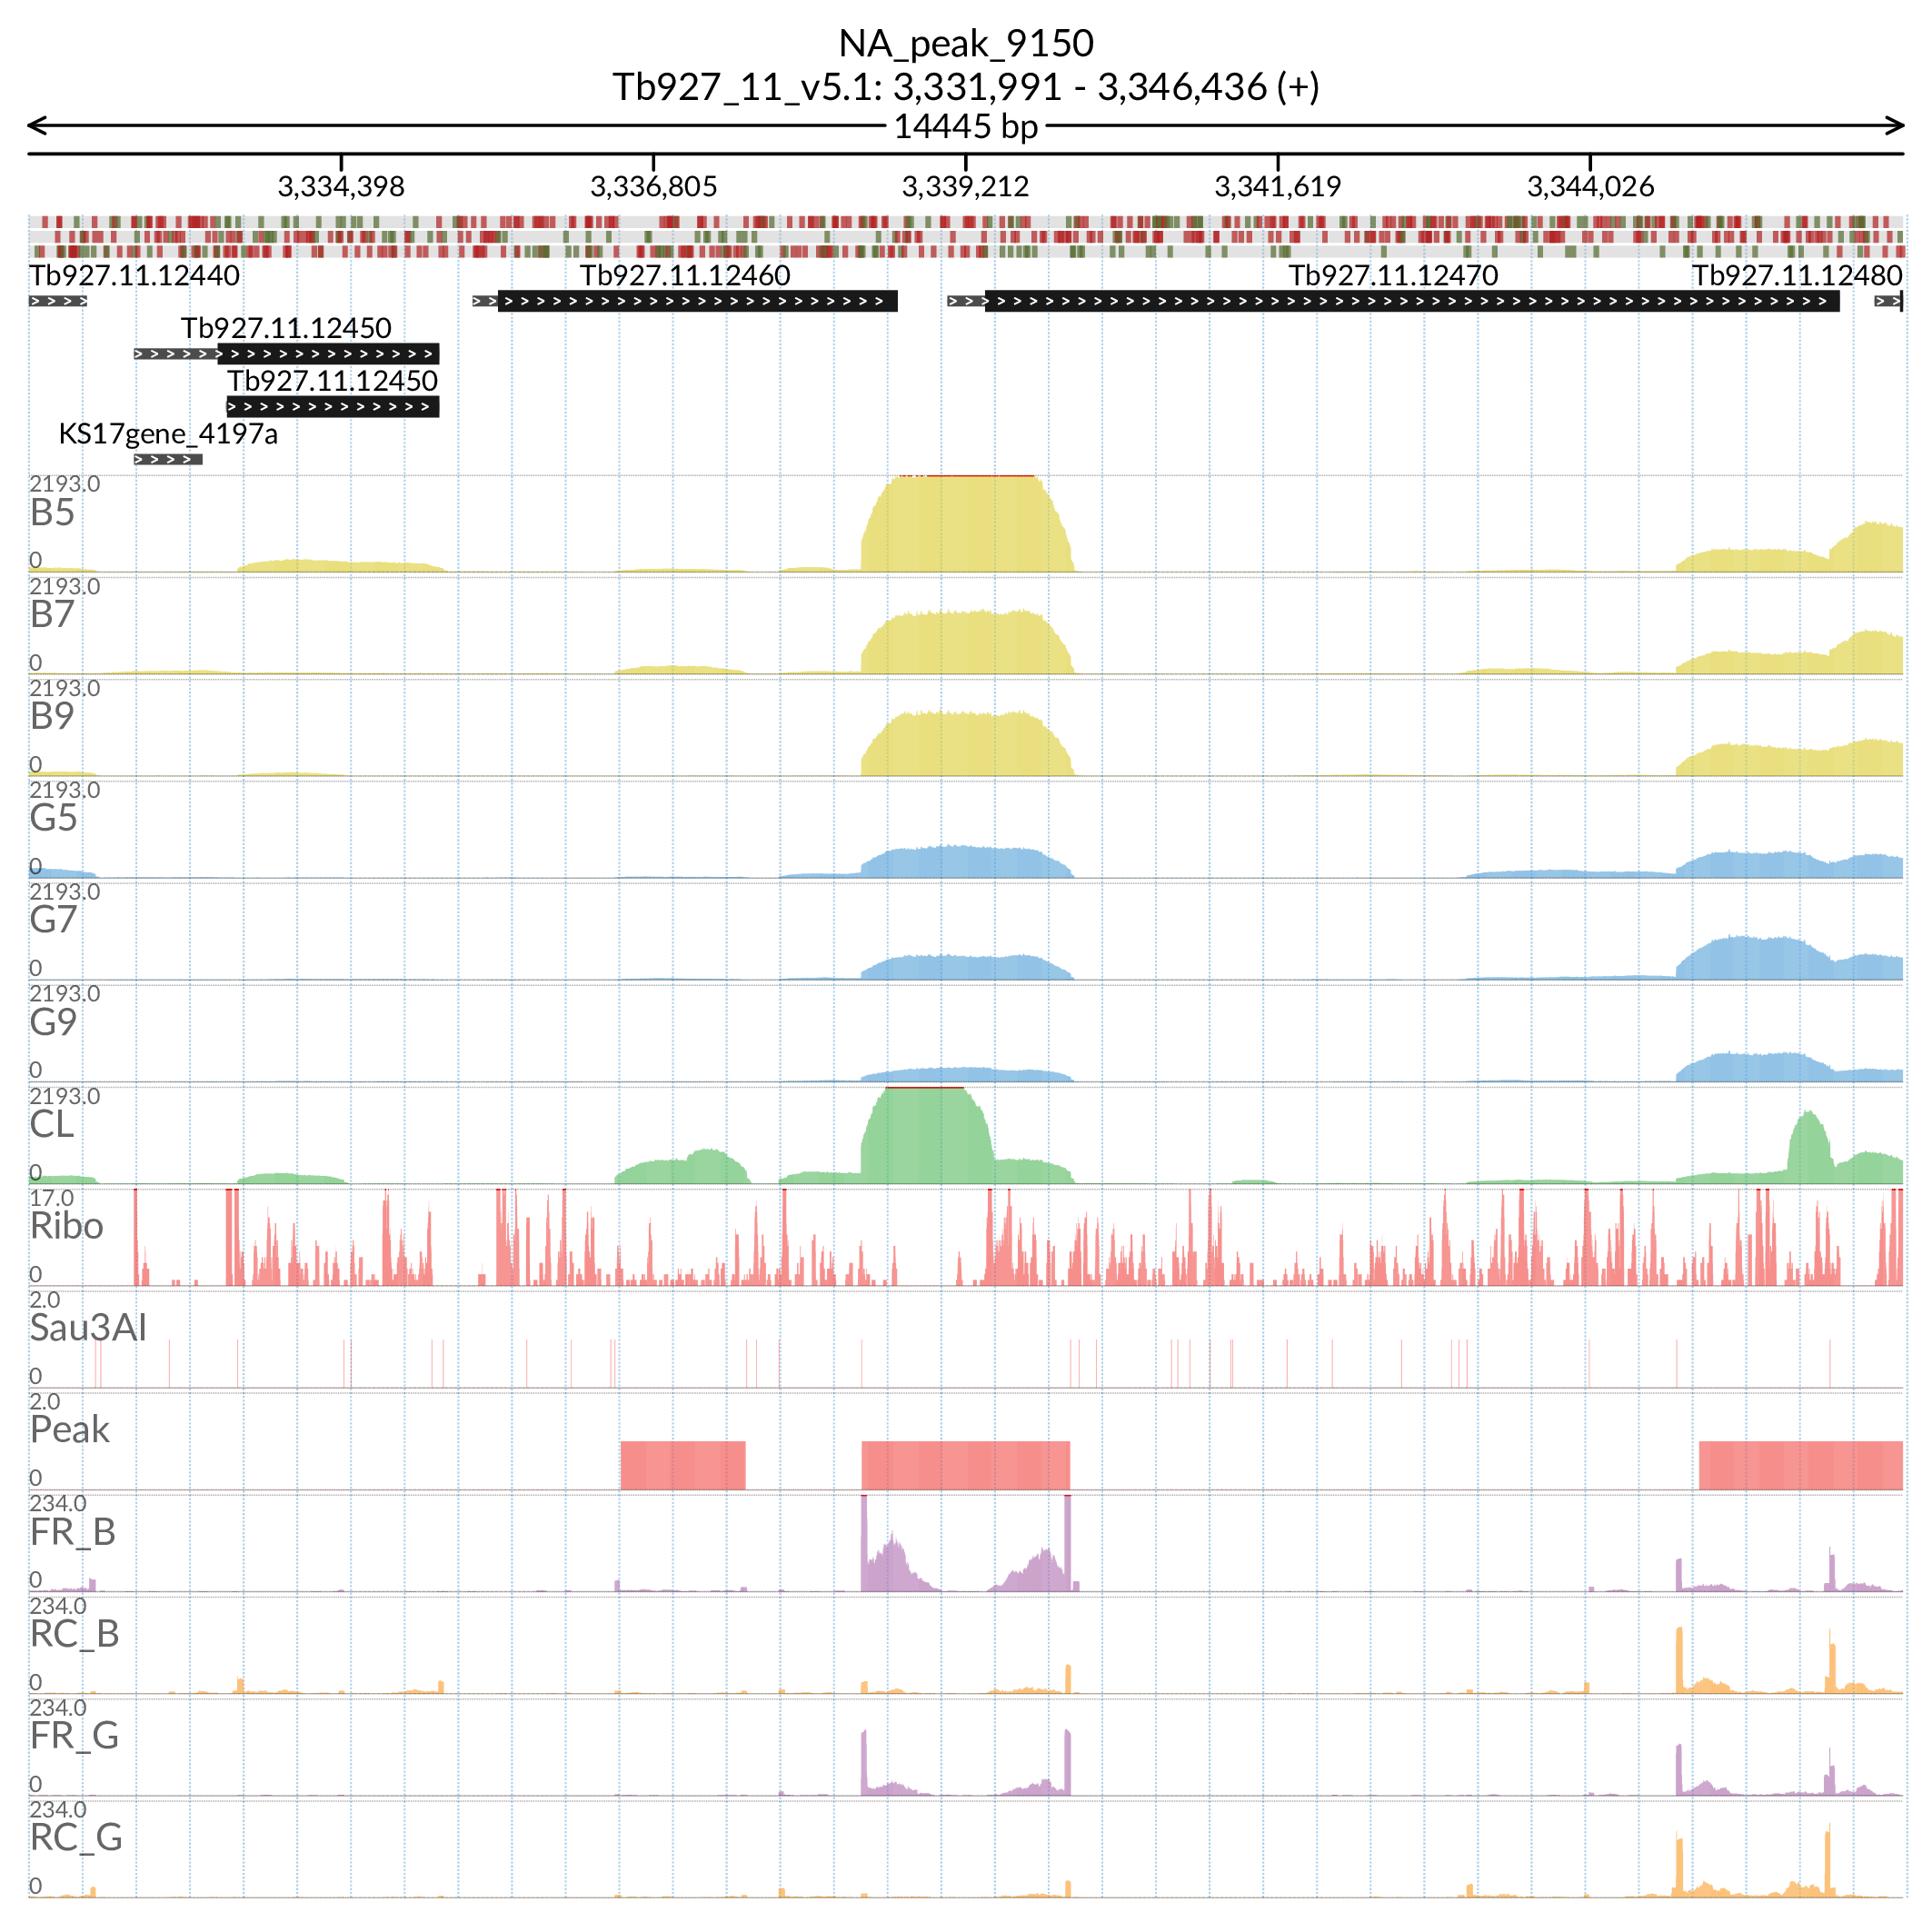 NA_peak_9150
Tb927_11_v5.1: 3,331,991 - 3,346,436 (+)
14445 bp
3,334,398 3,336,805 3,339,212 3,341,619 3,344,026
Tb927.11.12440 Tb927.11.12460 Tb927.11.12470 Tb927.11.12480
Tb927.11.12450
Tb927.11.12450
KS17gene_4197a
2193.0
B5
0
2193.0
B7
0
2193.0
B9
0
2193.0
G5
0
2193.0
G7
0
2193.0
G9
0
2193.0
CL
0
17.0
Ribo
0
2.0
Sau3AI
0
2.0
Peak
0
234.0
FR_B
0
234.0
RC_B
0
234.0
FR_G
0
234.0
RC_G
0